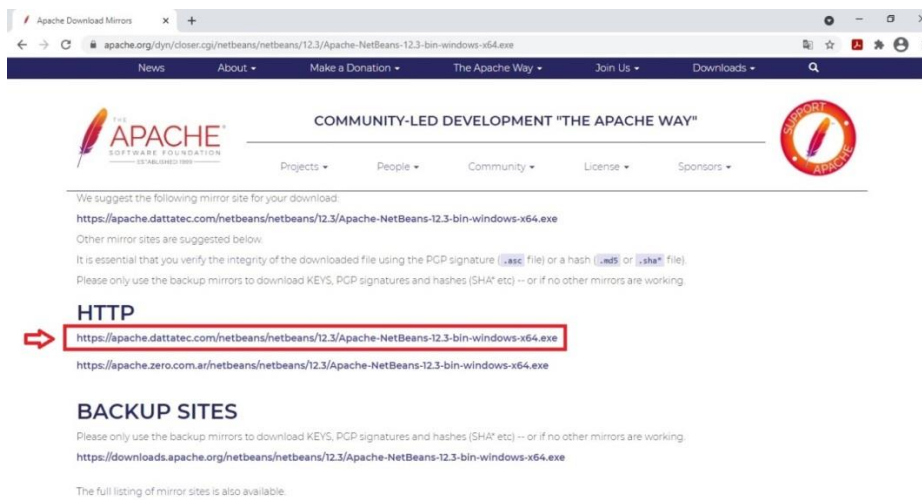 Apache Download Mirrors
apache.org/dyn/closer.cgi/netbeans/netbeans/12.3/Apache-NetBeans-12.3-bin-windows-x64.exe
News About Make a Donation The Apache Way Join Us Downloads
THE
APACHE
SOFTWARE FOUNDATION
ESTABLISHED 1999
COMMUNITY-LED DEVELOPMENT "THE APACHE WAY"
SUPPORT
APACHE
Projects People Community License Sponsors
We suggest the following mirror site for your download:
https://apache.dattatec.com/netbeans/netbeans/12.3/Apache-NetBeans-12.3-bin-windows-x64.exe
Other mirror sites are suggested below.
It is essential that you verify the integrity of the downloaded file using the PGP signature ( .asc file) or a hash ( .md5 or .sha* file).
Please only use the backup mirrors to download KEYS, PGP signatures and hashes (SHA* etc) -- or if no other mirrors are working.
HTTP
https://apache.dattatec.com/netbeans/netbeans/12.3/Apache-NetBeans-12.3-bin-windows-x64.exe
https://apache.zero.com.ar/netbeans/netbeans/12.3/Apache-NetBeans-12.3-bin-windows-x64.exe
BACKUP SITES
Please only use the backup mirrors to download KEYS, PGP signatures and hashes (SHA* etc) -- or if no other mirrors are working.
https://downloads.apache.org/netbeans/netbeans/12.3/Apache-NetBeans-12.3-bin-windows-x64.exe
The full listing of mirror sites is also available.